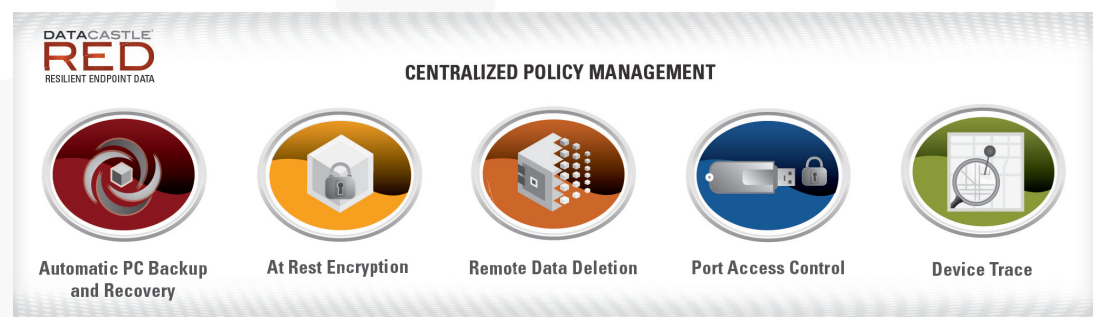 DATACASTLE
RED
RESILIENT ENDPOINT DATA
CENTRALIZED POLICY MANAGEMENT
Automatic PC Backup
and Recovery
At Rest Encryption
Remote Data Deletion
Port Access Control
Device Trace